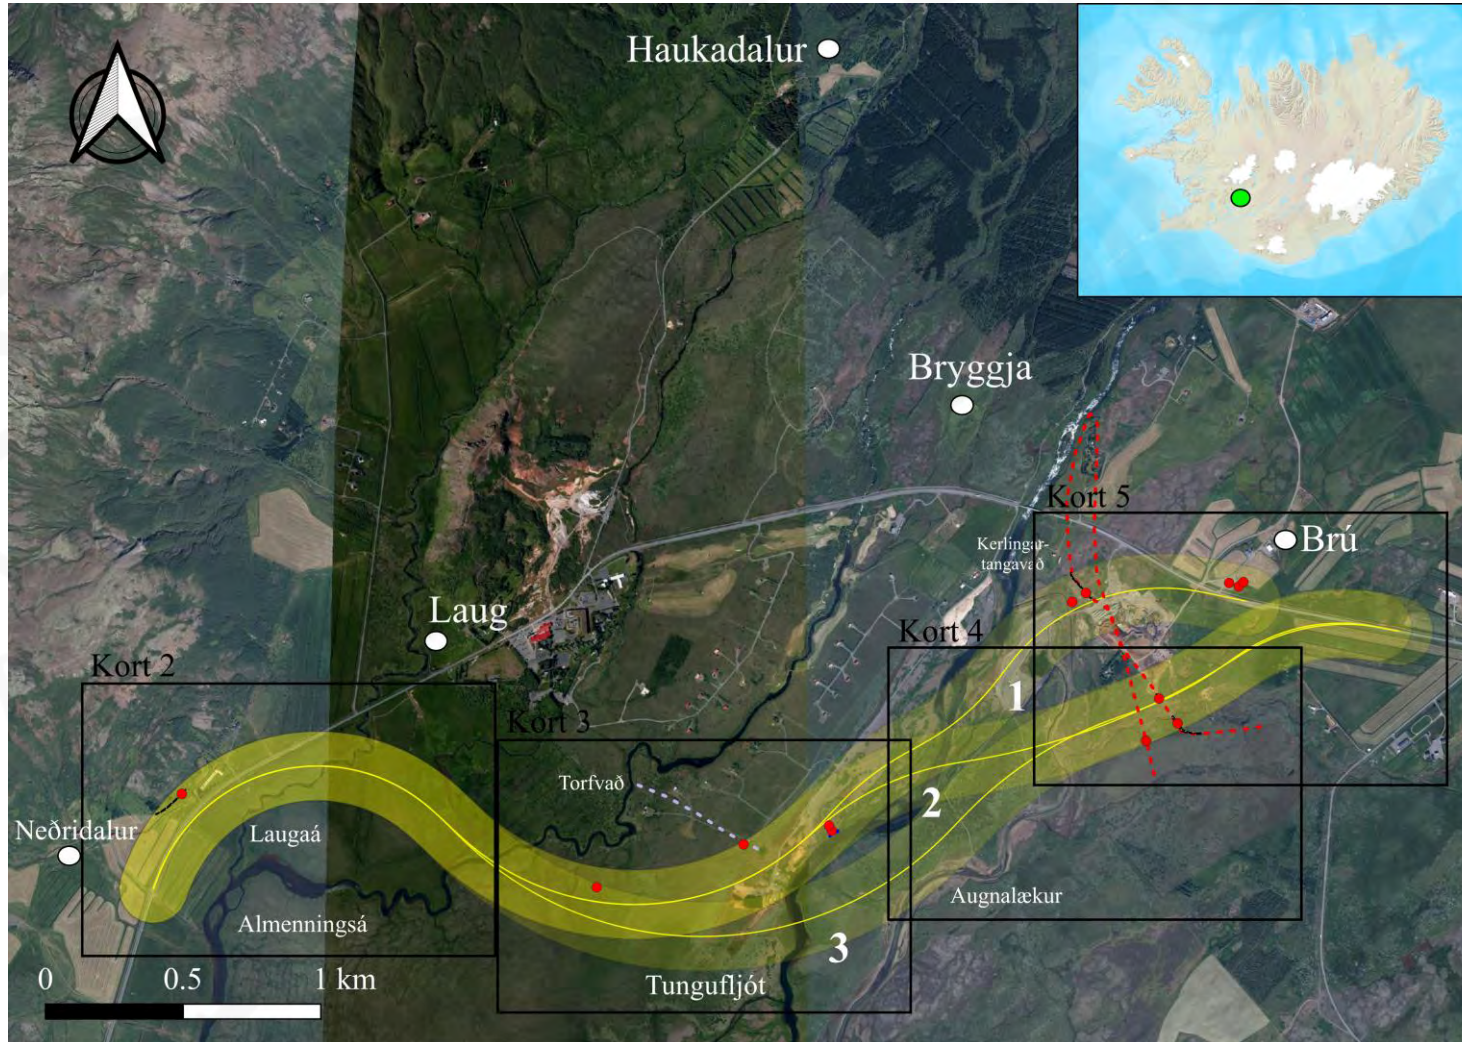 Haukadalur
Bryggja
Kort 5
Brú
Kerlingar-
tangavað
Laug
Kort 4
Kort 2
1
Kort 3
Torfvað
2
Neðridalur
Laugaá
Augnalækur
Almenningsá
3
0 0.5 1 km
Tungufljót